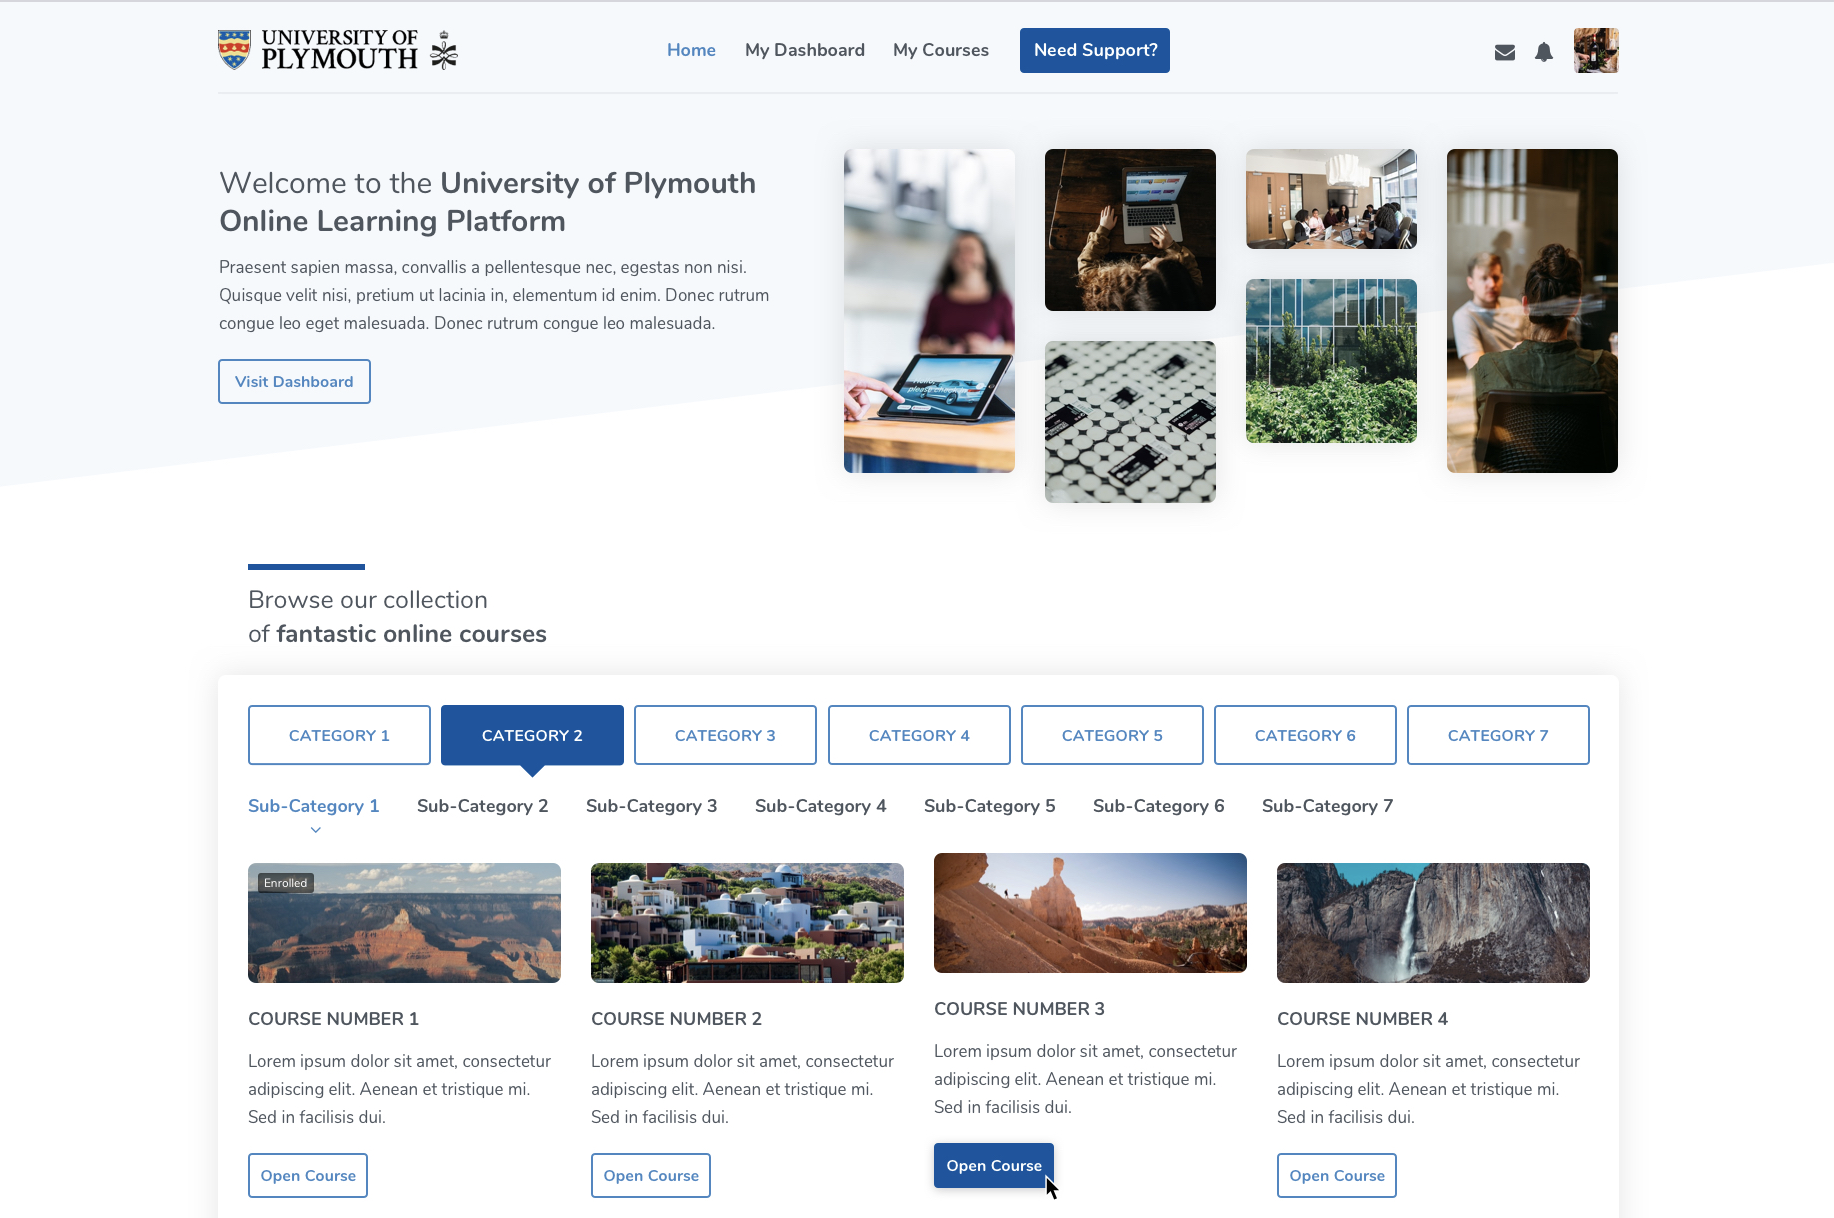 UNIVERSITY OF
PLYMOUTH
Home
My Dashboard
My Courses
Need Support?
Welcome to the University of Plymouth
Online Learning Platform
Praesent sapien massa, convallis a pellentesque nec, egestas non nisi.
Quisque velit nisi, pretium ut lacinia in, elementum id enim. Donec rutrum
congue leo eget malesuada. Donec rutrum congue leo malesuada.
Visit Dashboard
Browse our collection
of fantastic online courses
CATEGORY 1
CATEGORY 2
CATEGORY 3
CATEGORY 4
CATEGORY 5
CATEGORY 6
CATEGORY 7
Sub-Category 1
Sub-Category 2
Sub-Category 3
Sub-Category 4
Sub-Category 5
Sub-Category 6
Sub-Category 7
Enrolled
COURSE NUMBER 1
Lorem ipsum dolor sit amet, consectetur
adipiscing elit. Aenean et tristique mi.
Sed in facilisis dui.
Open Course
COURSE NUMBER 2
Lorem ipsum dolor sit amet, consectetur
adipiscing elit. Aenean et tristique mi.
Sed in facilisis dui.
Open Course
COURSE NUMBER 3
Lorem ipsum dolor sit amet, consectetur
adipiscing elit. Aenean et tristique mi.
Sed in facilisis dui.
Open Course
COURSE NUMBER 4
Lorem ipsum dolor sit amet, consectetur
adipiscing elit. Aenean et tristique mi.
Sed in facilisis dui.
Open Course